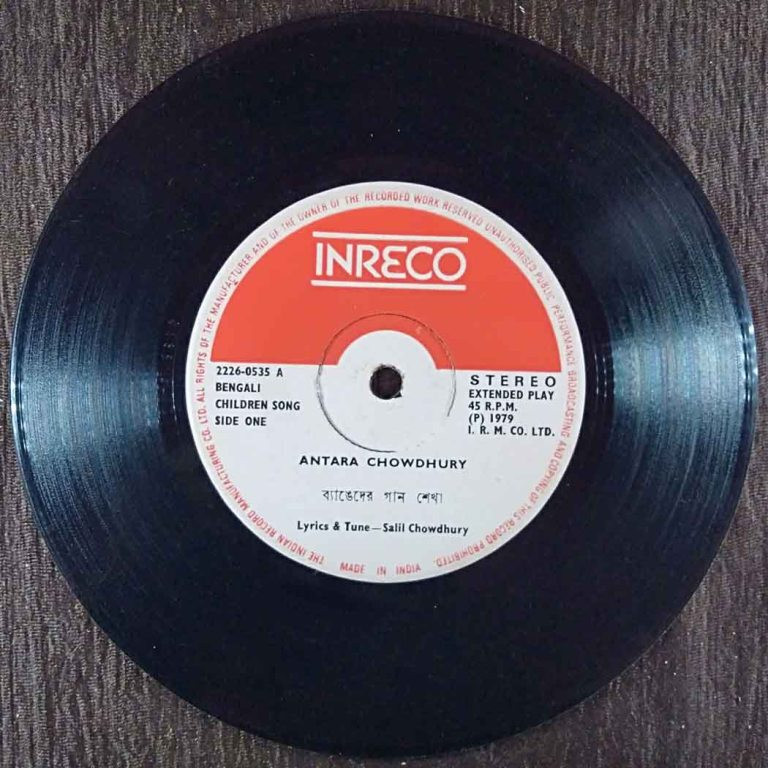 INRECO
2226-0535 A
BENGALI
CHILDREN SONG
SIDE ONE
STEREO
EXTENDED PLAY
45 R.P.M.
(P) 1979
I. R. M. CO. LTD.
ANTARA CHOWDHURY
ব্যাঙেদের গান শেখা
Lyrics & Tune—Salil Chowdhury
THE INDIAN RECORD MANUFACTURING CO. LTD. ALL RIGHTS OF THE MANUFACTURER AND OF THE OWNER OF THE RECORDED WORK RESERVED UNAUTHORISED PUBLIC PERFORMANCE BROADCASTING AND COPYING OF THIS RECORD PROHIBITED.
MADE IN INDIA